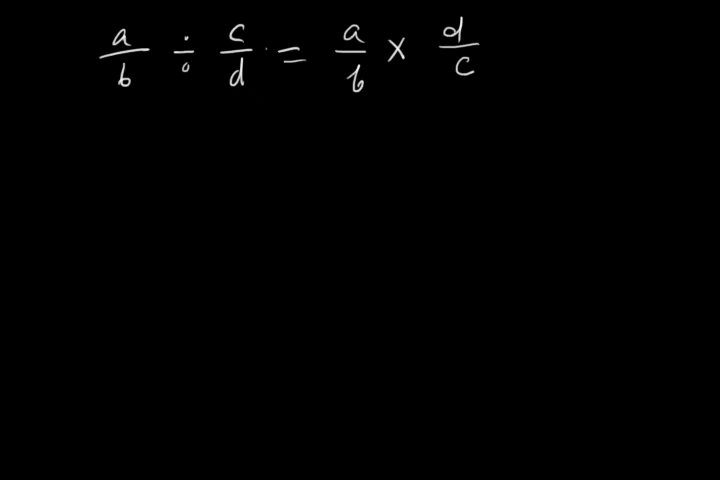 a/b ÷ c/d = a/b × d/c